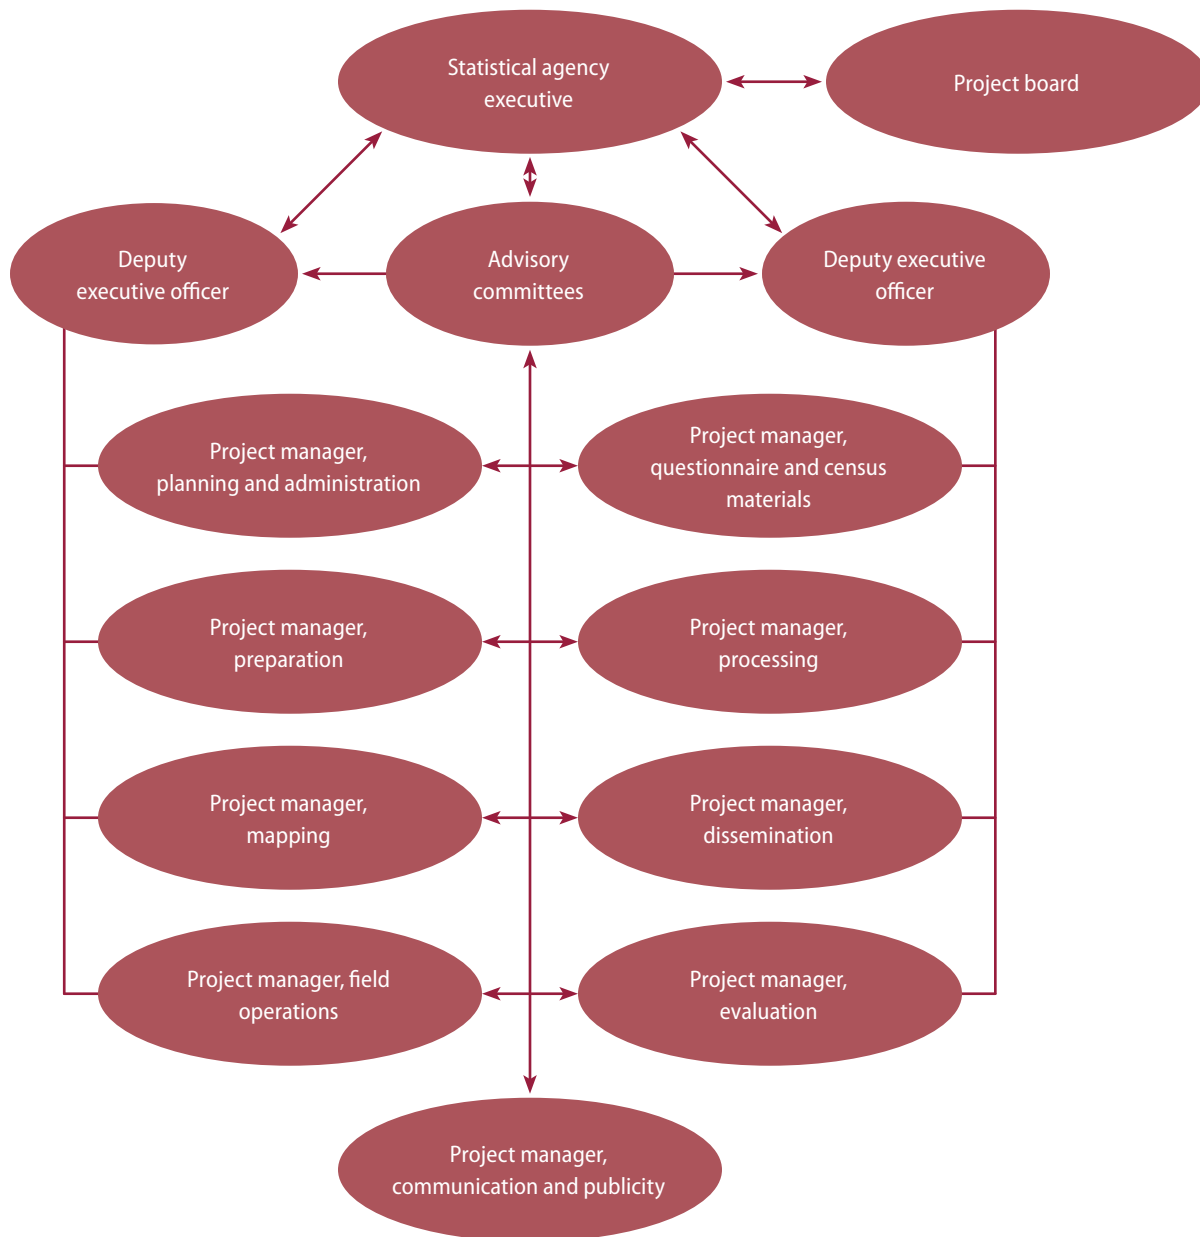 Statistical agency
executive
Project board
Deputy
executive officer
Advisory
committees
Deputy executive
officer
Project manager,
planning and administration
Project manager,
questionnaire and census
materials
Project manager,
preparation
Project manager,
processing
Project manager,
mapping
Project manager,
dissemination
Project manager, field
operations
Project manager,
evaluation
Project manager,
communication and publicity